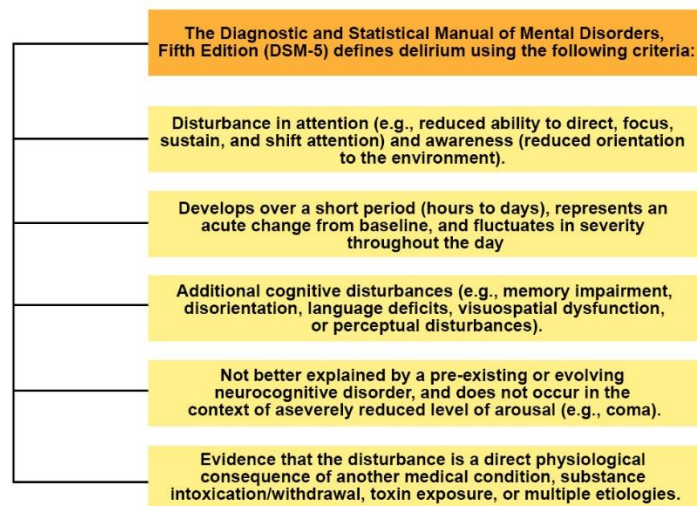 The Diagnostic and Statistical Manual of Mental Disorders,
Fifth Edition (DSM-5) defines delirium using the following criteria:
Disturbance in attention (e.g., reduced ability to direct, focus,
sustain, and shift attention) and awareness (reduced orientation
to the environment).
Develops over a short period (hours to days), represents an
acute change from baseline, and fluctuates in severity
throughout the day
Additional cognitive disturbances (e.g., memory impairment,
disorientation, language deficits, visuospatial dysfunction,
or perceptual disturbances).
Not better explained by a pre-existing or evolving
neurocognitive disorder, and does not occur in the
context of aseverely reduced level of arousal (e.g., coma).
Evidence that the disturbance is a direct physiological
consequence of another medical condition, substance
intoxication/withdrawal, toxin exposure, or multiple etiologies.